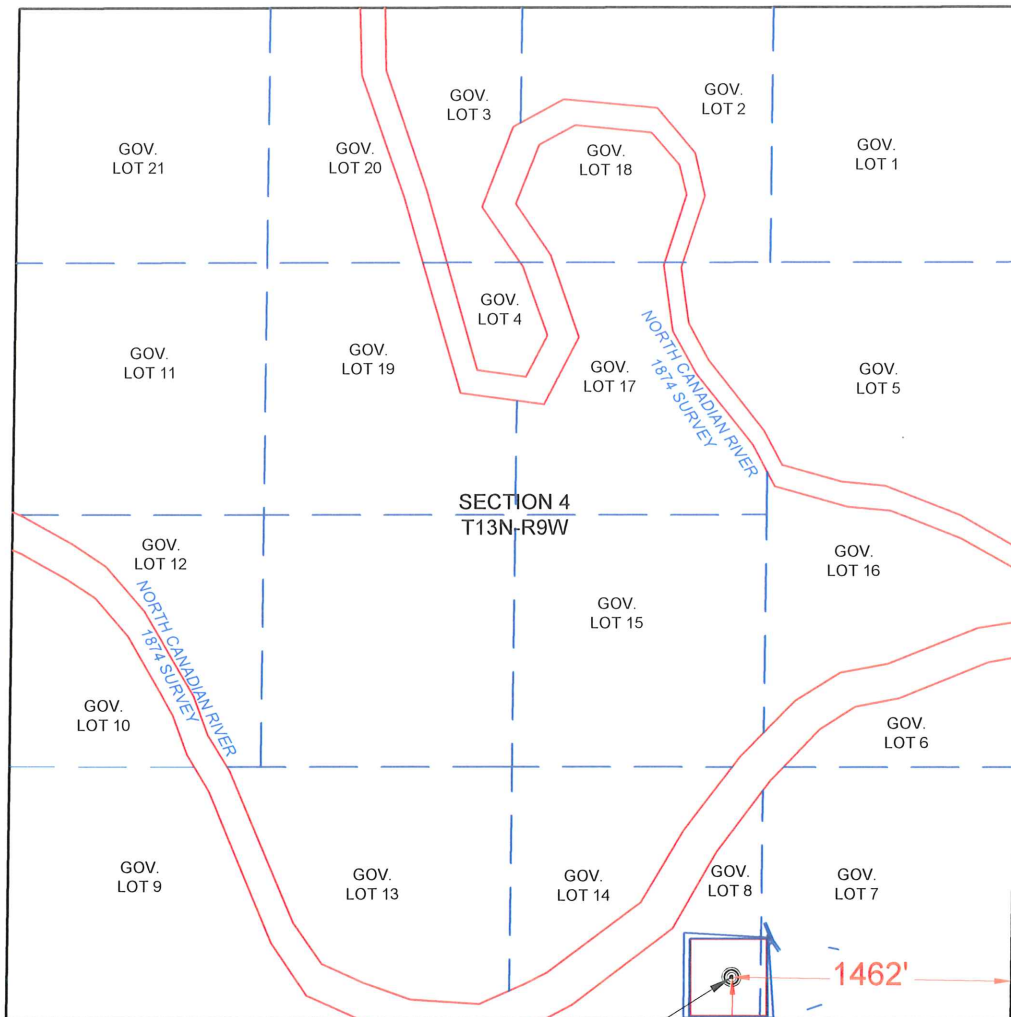 GOV.
LOT 3
GOV.
LOT 2
GOV.
LOT 21
GOV.
LOT 20
GOV.
LOT 18
GOV.
LOT 1
GOV.
LOT 4
GOV.
LOT 11
GOV.
LOT 19
GOV.
LOT 17
NORTH CANADIAN RIVER
1874 SURVEY
GOV.
LOT 5
SECTION 4
T13N-R9W
GOV.
LOT 12
GOV.
LOT 16
NORTH CANADIAN RIVER
1874 SURVEY
GOV.
LOT 15
GOV.
LOT 10
GOV.
LOT 6
GOV.
LOT 9
GOV.
LOT 13
GOV.
LOT 14
GOV.
LOT 8
GOV.
LOT 7
1462'